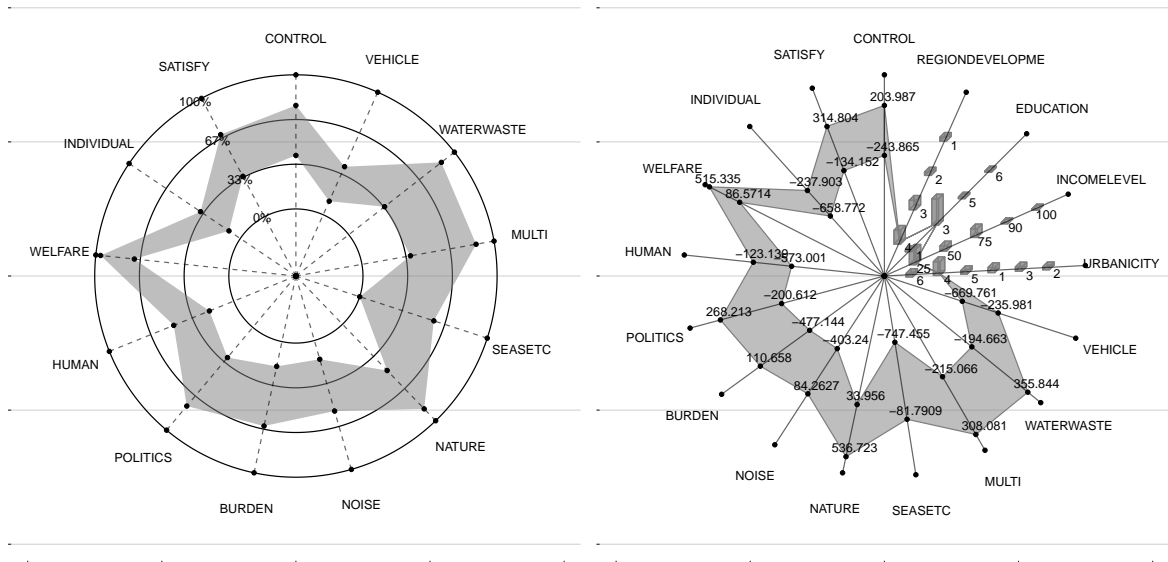 CONTROL
VEHICLE
SATISFY
100%
WATERWASTE
INDIVIDUAL
67%
33%
0%
WELFARE
MULTI
HUMAN
SEASETC
POLITICS
NATURE
BURDEN
NOISE
CONTROL
SATISFY
REGIONDEVELOPME
INDIVIDUAL
203.987
EDUCATION
314.804
1
−243.865
−134.152
WELFARE
515.335
2
6
INCOMELEVEL
−237.903
86.5714
5
100
−658.772
3
3
90
4
75
HUMAN
−123.139
−573.001
1
50
25
URBANICITY
6
4
5
1
3
2
−669.761
−200.612
−235.981
268.213
POLITICS
−477.144
−747.455
−194.663
VEHICLE
−403.24
110.658
−215.066
84.2627
33.956
355.844
BURDEN
−81.7909
308.081
WATERWASTE
536.723
NOISE
MULTI
NATURE
SEASETC